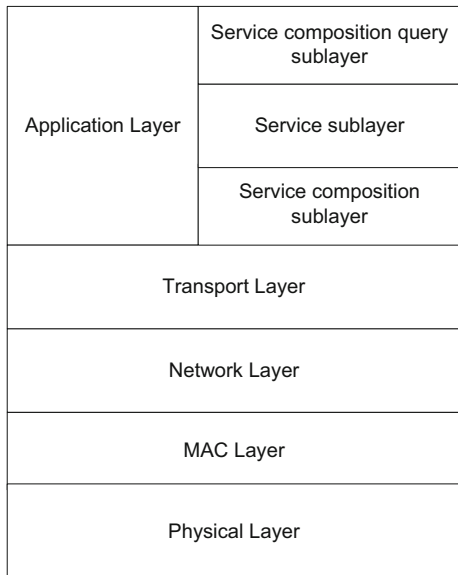 Service composition query
sublayer
Application Layer
Service sublayer
Service composition
sublayer
Transport Layer
Network Layer
MAC Layer
Physical Layer